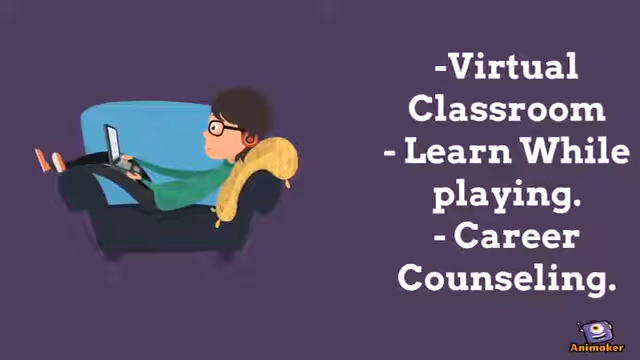 -Virtual
Classroom
- Learn While
playing.
- Career
Counseling.
Animaker